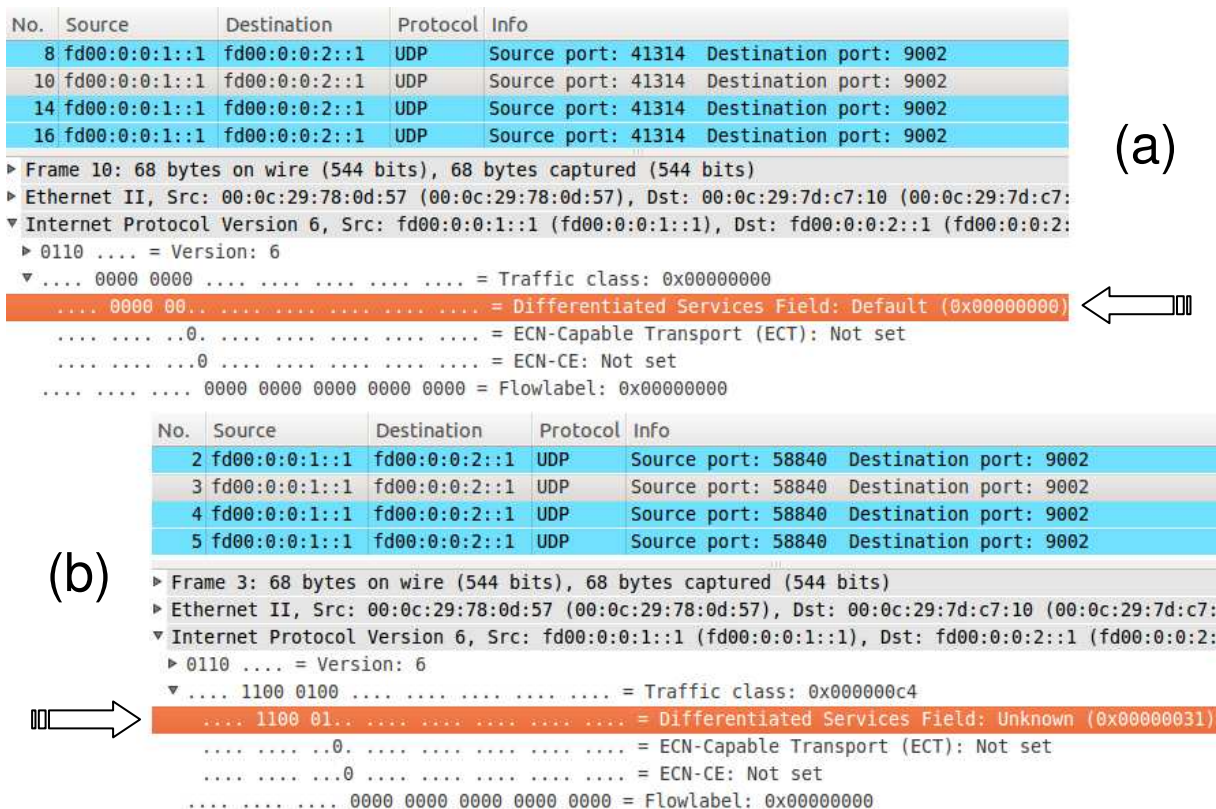 No. Source Destination Protocol Info
8 fd00:0:0:1::1 fd00:0:0:2::1 UDP Source port: 41314 Destination port: 9002
10 fd00:0:0:1::1 fd00:0:0:2::1 UDP Source port: 41314 Destination port: 9002
14 fd00:0:0:1::1 fd00:0:0:2::1 UDP Source port: 41314 Destination port: 9002
16 fd00:0:0:1::1 fd00:0:0:2::1 UDP Source port: 41314 Destination port: 9002
(a)
Frame 10: 68 bytes on wire (544 bits), 68 bytes captured (544 bits)
Ethernet II, Src: 00:0c:29:78:0d:57 (00:0c:29:78:0d:57), Dst: 00:0c:29:7d:c7:10 (00:0c:29:7d:c7:
Internet Protocol Version 6, Src: fd00:0:0:1::1 (fd00:0:0:1::1), Dst: fd00:0:0:2::1 (fd00:0:0:2:
0110 .... = Version: 6
.... 0000 0000 .... .... .... .... .... = Traffic class: 0x00000000
.... 0000 00.. .... .... .... .... .... = Differentiated Services Field: Default (0x00000000)
.... .... ..0. .... .... .... .... .... = ECN-Capable Transport (ECT): Not set
.... .... ...0 .... .... .... .... .... = ECN-CE: Not set
.... .... .... 0000 0000 0000 0000 0000 = Flowlabel: 0x00000000
No. Source Destination Protocol Info
2 fd00:0:0:1::1 fd00:0:0:2::1 UDP Source port: 58840 Destination port: 9002
3 fd00:0:0:1::1 fd00:0:0:2::1 UDP Source port: 58840 Destination port: 9002
4 fd00:0:0:1::1 fd00:0:0:2::1 UDP Source port: 58840 Destination port: 9002
5 fd00:0:0:1::1 fd00:0:0:2::1 UDP Source port: 58840 Destination port: 9002
(b)
Frame 3: 68 bytes on wire (544 bits), 68 bytes captured (544 bits)
Ethernet II, Src: 00:0c:29:78:0d:57 (00:0c:29:78:0d:57), Dst: 00:0c:29:7d:c7:10 (00:0c:29:7d:c7:
Internet Protocol Version 6, Src: fd00:0:0:1::1 (fd00:0:0:1::1), Dst: fd00:0:0:2::1 (fd00:0:0:2:
0110 .... = Version: 6
.... 1100 0100 .... .... .... .... .... = Traffic class: 0x000000c4
.... 1100 01.. .... .... .... .... .... = Differentiated Services Field: Unknown (0x00000031)
.... .... ..0. .... .... .... .... .... = ECN-Capable Transport (ECT): Not set
.... .... ...0 .... .... .... .... .... = ECN-CE: Not set
.... .... .... 0000 0000 0000 0000 0000 = Flowlabel: 0x00000000